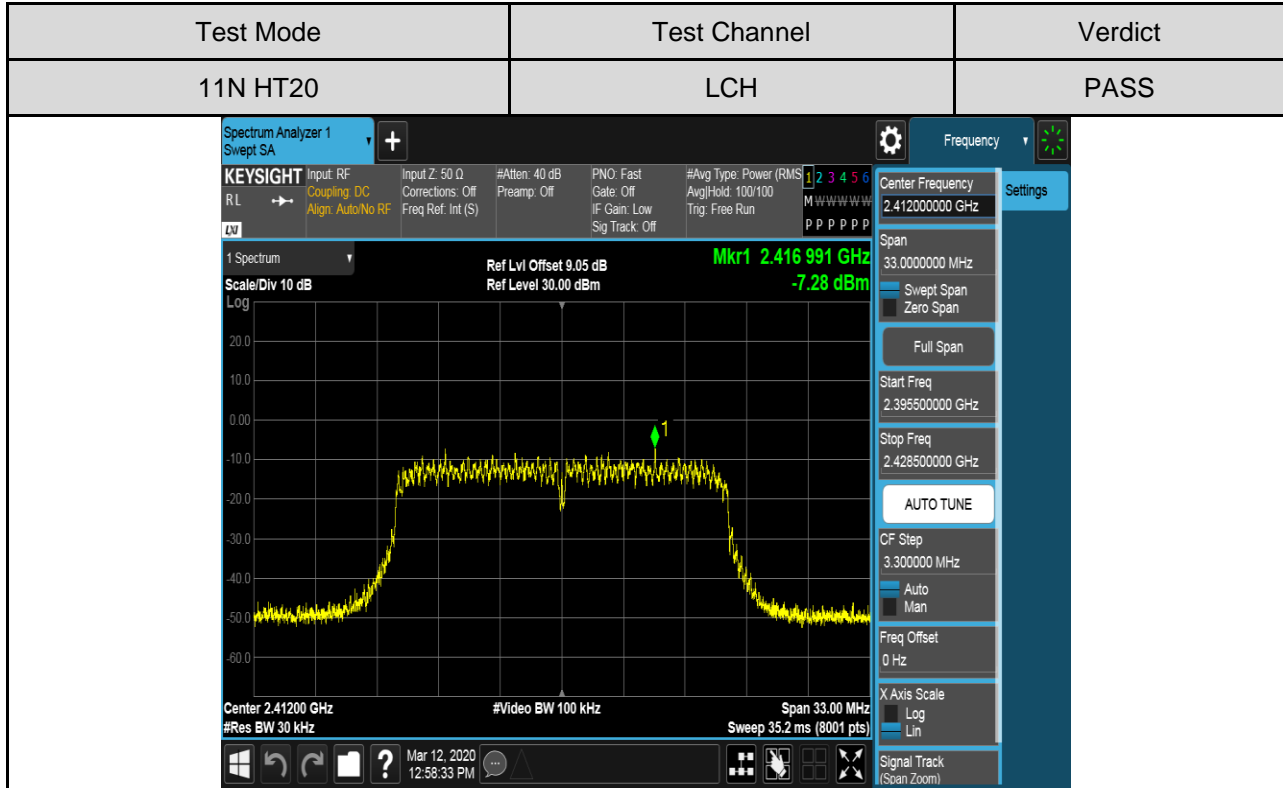 Test Mode Test Channel Verdict
11N HT20 LCH PASS
Spectrum Analyzer 1
Swept SA
Frequency
KEYSIGHT
RL
LXI
Input: RF
Coupling: DC
Align: Auto/No RF
Input Z: 50 Ω
Corrections: Off
Freq Ref: Int (S)
#Atten: 40 dB
Preamp: Off
PNO: Fast
Gate: Off
IF Gain: Low
Sig Track: Off
#Avg Type: Power (RMS
Avg|Hold: 100/100
Trig: Free Run
1 2 3 4 5 6
M W W W W W
P P P P P P
1 Spectrum
Scale/Div 10 dB
Log
Ref Lvl Offset 9.05 dB
Ref Level 30.00 dBm
Mkr1 2.416 991 GHz
-7.28 dBm
20.0
10.0
0.00
-10.0
-20.0
-30.0
-40.0
-50.0
-60.0
1
Center 2.41200 GHz
#Res BW 30 kHz
#Video BW 100 kHz
Span 33.00 MHz
Sweep 35.2 ms (8001 pts)
?
Mar 12, 2020
12:58:33 PM
Center Frequency
2.412000000 GHz
Settings
Span
33.0000000 MHz
Swept Span
Zero Span
Full Span
Start Freq
2.395500000 GHz
Stop Freq
2.428500000 GHz
AUTO TUNE
CF Step
3.300000 MHz
Auto
Man
Freq Offset
0 Hz
X Axis Scale
Log
Lin
Signal Track
(Span Zoom)